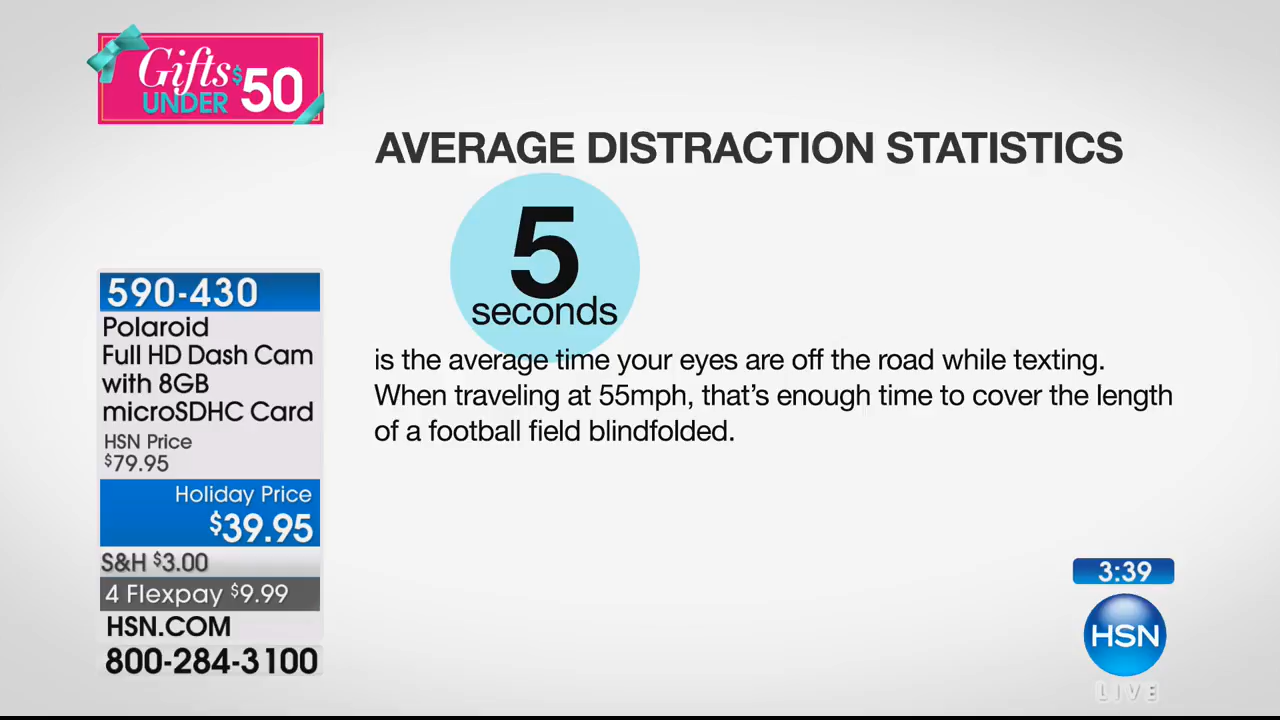 Gifts
UNDER $50
AVERAGE DISTRACTION STATISTICS
5
seconds
is the average time your eyes are off the road while texting.
When traveling at 55mph, that's enough time to cover the length
of a football field blindfolded.
590-430
Polaroid
Full HD Dash Cam
with 8GB
microSDHC Card
HSN Price
$79.95
Holiday Price
$39.95
S&H $3.00
4 Flexpay $9.99
HSN.COM
800-284-3100
3:39
HSN
LIVE